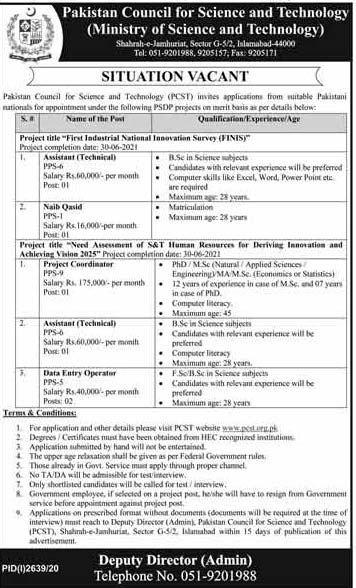 Pakistan Council for Science and Technology
(Ministry of Science and Technology)
Shahrah-e-Jamhuriat, Sector G-5/2, Islamabad-44000
Tel: 051-9201988, 9205157; Fax: 9205171
SITUATION VACANT
Pakistan Council for Science and Technology (PCST) invites applications from suitable Pakistani
nationals for appointment under the following PSDP projects on merit basis as per details below:
S. # Name of the Post Qualification/Experience/Age
Project title "First Industrial National Innovation Survey (FINIS)"
Project completion date: 30-06-2021
1. Assistant (Technical)
PPS-6
Salary Rs.60,000/- per month
Post: 01
• B.Sc in Science subjects
• Candidates with relevant experience will be preferred
• Computer skills like Excel, Word, Power Point etc.
are required
• Maximum age: 28 years.
2. Naib Qasid
PPS-1
Salary Rs.16,000/-per month
Post: 01
• Matriculation
• Maximum age: 28 years
Project title "Need Assessment of S&T Human Resources for Deriving Innovation and
Achieving Vision 2025" Project completion date: 30-06-2021
1. Project Coordinator
PPS-9
Salary Rs. 175,000/- per month
Post: 01
• PhD / M.Sc (Natural / Applied Sciences /
Engineering)/MA/M.Sc. (Economics or Statistics)
• 12 years of experience in case of M.Sc. and 07 years
in case of PhD.
• Computer literacy.
• Maximum age: 45
2. Assistant (Technical)
PPS-6
Salary Rs.60,000/- per month
Post: 01
• B.Sc in Science subjects
• Candidates with relevant experience will be
preferred
• Computer literacy
• Maximum age: 28 years.
3. Data Entry Operator
PPS-5
Salary Rs.40,000/- per month
Posts: 02
• F.Sc/B.Sc in Science subjects
• Candidates with relevant experience will be
preferred
• Maximum age: 28 years
Terms & Conditions:
1. For application and other details please visit PCST website www.pcst.org.pk
2. Degrees / Certificates must have been obtained from HEC recognized institutions.
3. Application submitted by hand will not be entertained.
4. The upper age relaxation shall be given as per Federal Government rules.
5. Those already in Govt. Service must apply through proper channel.
6. No TA/DA will be admissible for test/interview.
7. Only shortlisted candidates will be called for test / interview.
8. Government employee, if selected on a project post, he/she will have to resign from Government
service before appointment against project post.
9. Applications on prescribed format without documents (documents will be required at the time of
interview) must reach to Deputy Director (Admin), Pakistan Council for Science and Technology
(PCST), Shahrah-e-Jamhuriat, Sector G-5/2, Islamabad within 15 days of publication of this
advertisement.
PID(I)2639/20
Deputy Director (Admin)
Telephone No. 051-9201988